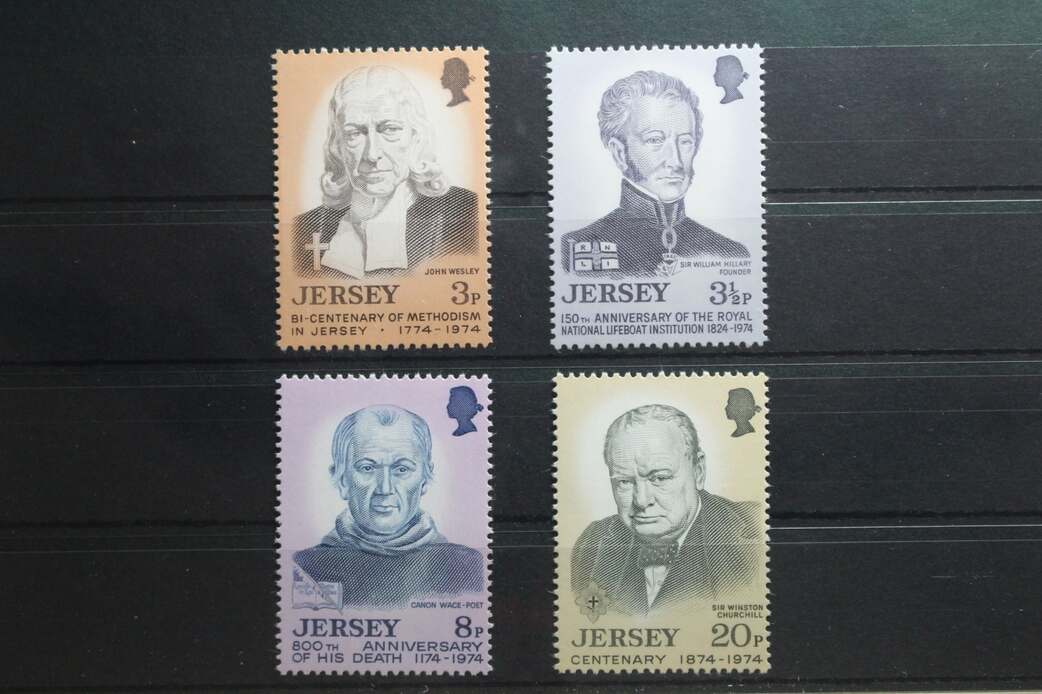 JOHN WESLEY
JERSEY 3P
BI-CENTENARY OF METHODISM
IN JERSEY · 1774-1974
R N
L I
SIR WILLIAM HILLARY
FOUNDER
JERSEY 3½P
150TH ANNIVERSARY OF THE ROYAL
NATIONAL LIFEBOAT INSTITUTION 1824-1974
CANON WACE-POET
JERSEY 8P
800TH ANNIVERSARY
OF HIS DEATH 1174-1974
SIR WINSTON
CHURCHILL
JERSEY 20P
CENTENARY 1874-1974